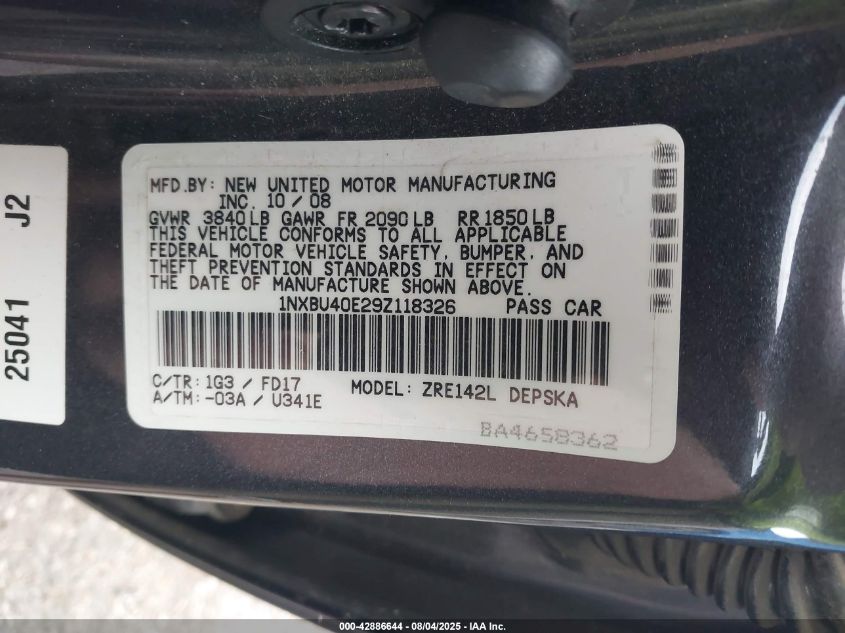 MFD.BY: NEW UNITED MOTOR MANUFACTURING
INC. 10 / 08
GVWR 3840 LB GAWR FR 2090 LB RR 1850 LB
THIS VEHICLE CONFORMS TO ALL APPLICABLE
FEDERAL MOTOR VEHICLE SAFETY, BUMPER, AND
THEFT PREVENTION STANDARDS IN EFFECT ON
THE DATE OF MANUFACTURE SHOWN ABOVE.
1NXBU40E29Z118326 PASS CAR
C/TR: 1G3 / FD17 MODEL: ZRE142L DEPSKA
A/TM: -03A / U341E
BA4658362
25041 J2
000-42886644 - 08/04/2025 - IAA Inc.